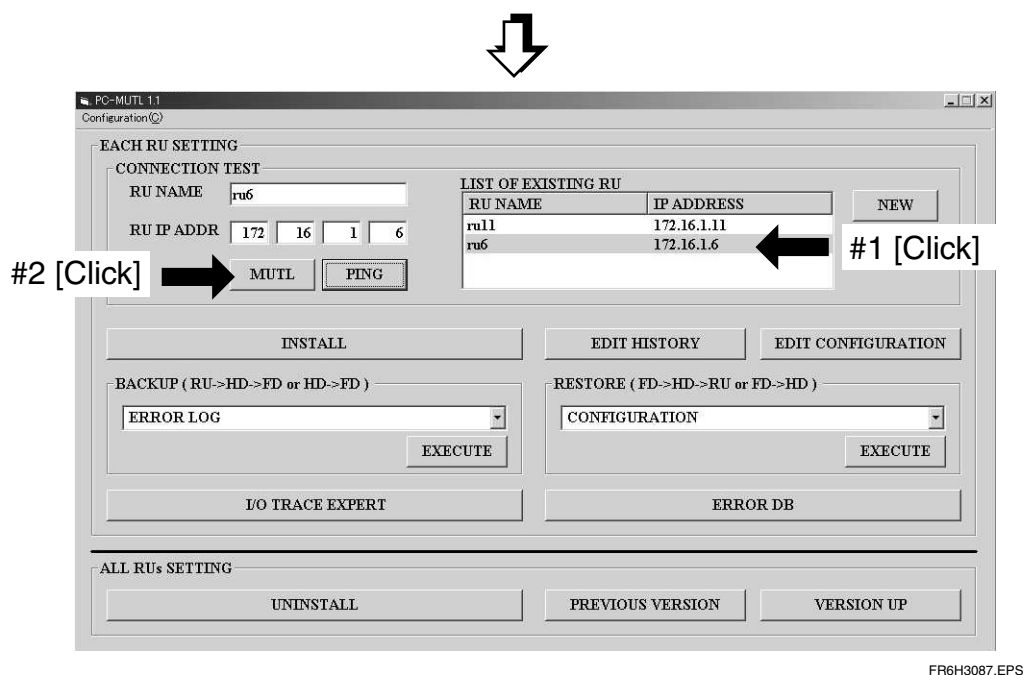 PC-MUTL 1.1
Configuration(C)
EACH RU SETTING
CONNECTION TEST
RU NAME ru6
RU IP ADDR 172 16 1 6
MUTL PING
LIST OF EXISTING RU
RU NAME IP ADDRESS
ru11 172.16.1.11
ru6 172.16.1.6
NEW
#1 [Click]
#2 [Click]
INSTALL EDIT HISTORY EDIT CONFIGURATION
BACKUP ( RU->HD->FD or HD->FD )
ERROR LOG
EXECUTE
RESTORE ( FD->HD->RU or FD->HD )
CONFIGURATION
EXECUTE
I/O TRACE EXPERT ERROR DB
ALL RUs SETTING
UNINSTALL PREVIOUS VERSION VERSION UP
FR6H3087.EPS